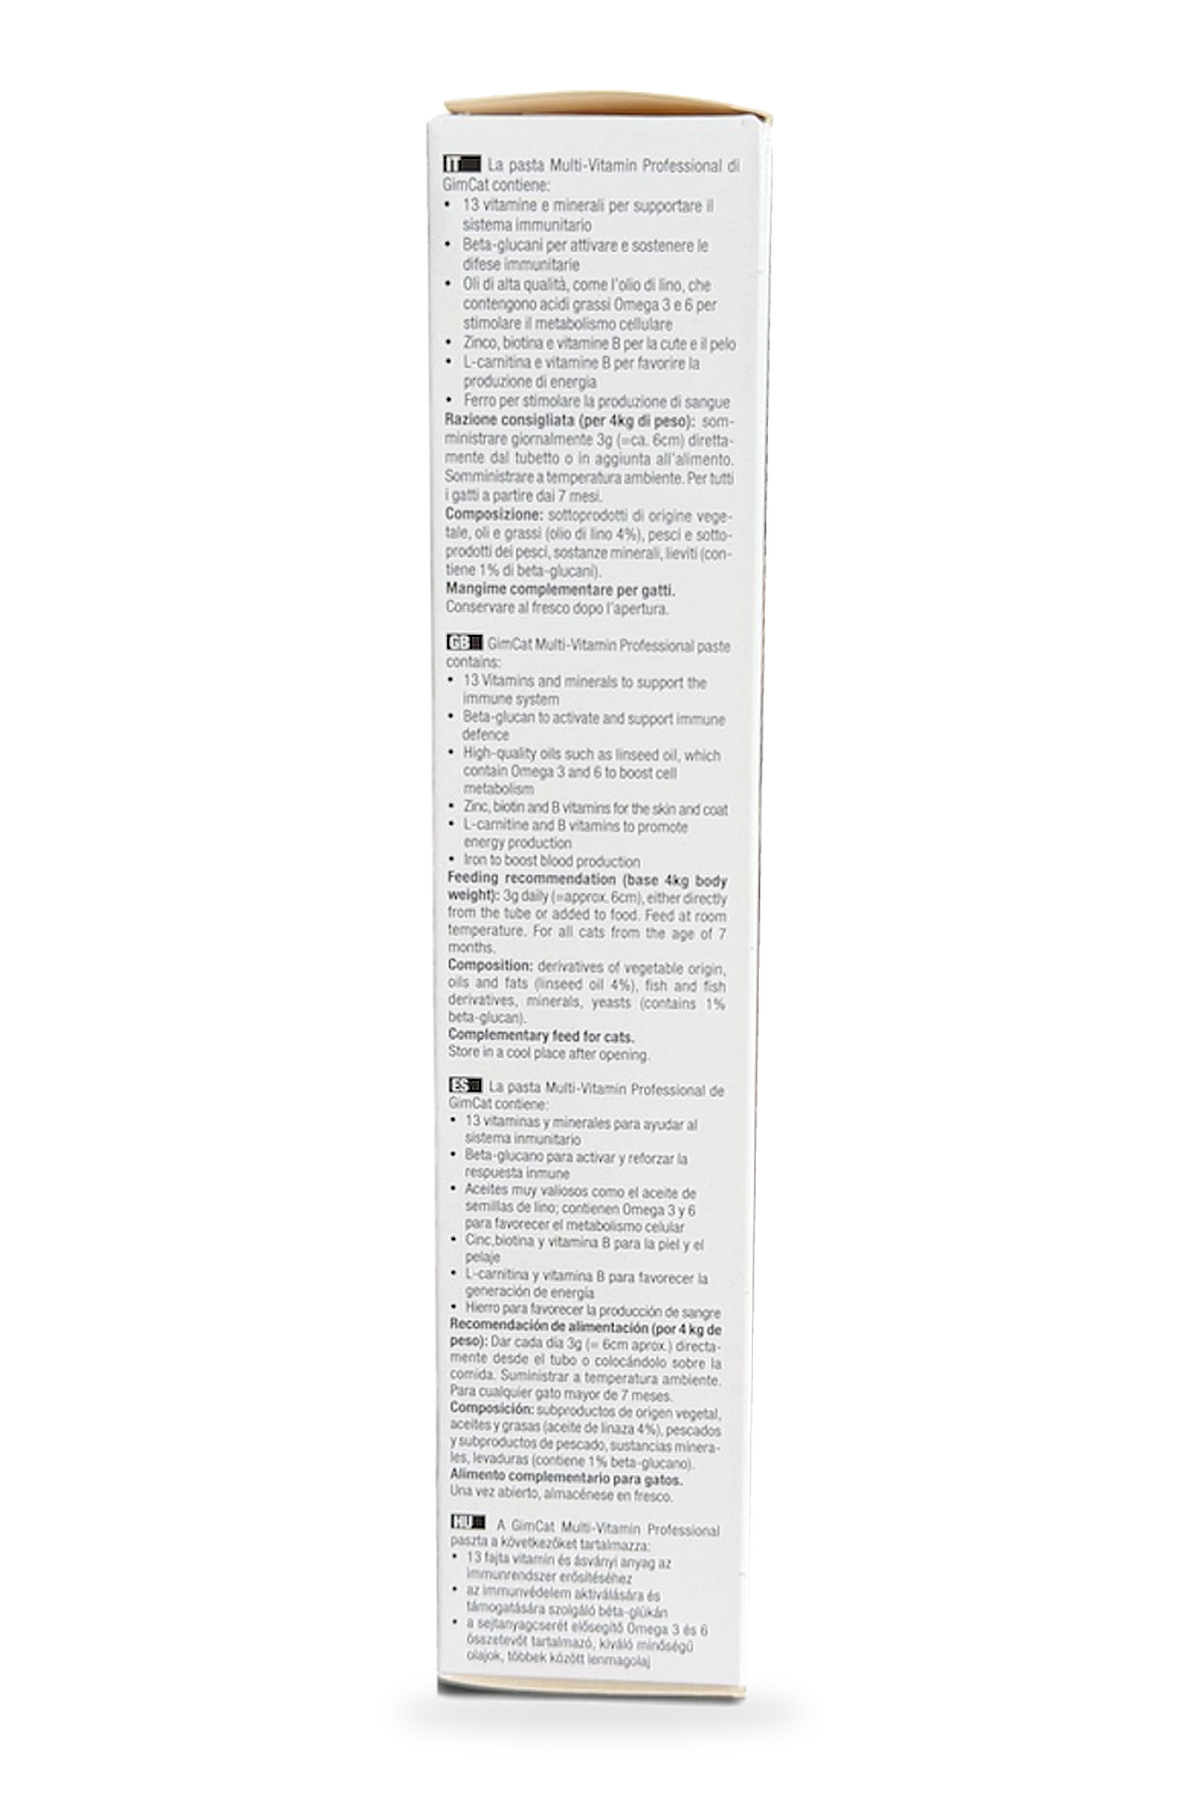 IT La pasta Multi-Vitamin Professional di
GimCat contiene:
• 13 vitamine e minerali per supportare il
sistema immunitario
• Beta-glucani per attivare e sostenere le
difese immunitarie
• Oli di alta qualità, come l'olio di lino, che
contengono acidi grassi Omega 3 e 6 per
stimolare il metabolismo cellulare
• Zinco, biotina e vitamine B per la cute e il pelo
• L-carnitina e vitamine B per favorire la
produzione di energia
• Ferro per stimolare la produzione di sangue
Razione consigliata (per 4kg di peso): som-
ministrare giornalmente 3g (=ca. 6cm) diretta-
mente dal tubetto o in aggiunta all'alimento.
Somministrare a temperatura ambiente. Per tutti
i gatti a partire dai 7 mesi.
Composizione: sottoprodotti di origine vege-
tale, oli e grassi (olio di lino 4%), pesci e sotto-
prodotti dei pesci, sostanze minerali, lieviti (con-
tiene 1% di beta-glucani).
Mangime complementare per gatti.
Conservare al fresco dopo l'apertura.
GB GimCat Multi-Vitamin Professional paste
contains:
• 13 Vitamins and minerals to support the
immune system
• Beta-glucan to activate and support immune
defence
• High-quality oils such as linseed oil, which
contain Omega 3 and 6 to boost cell
metabolism
• Zinc, biotin and B vitamins for the skin and coat
• L-carnitine and B vitamins to promote
energy production
• Iron to boost blood production
Feeding recommendation (base 4kg body
weight): 3g daily (=approx. 6cm), either directly
from the tube or added to food. Feed at room
temperature. For all cats from the age of 7
months.
Composition: derivatives of vegetable origin,
oils and fats (linseed oil 4%), fish and fish
derivatives, minerals, yeasts (contains 1%
beta-glucan).
Complementary feed for cats.
Store in a cool place after opening.
ES La pasta Multi-Vitamin Professional de
GimCat contiene:
• 13 vitaminas y minerales para ayudar al
sistema inmunitario
• Beta-glucano para activar y reforzar la
respuesta inmune
• Aceites muy valiosos como el aceite de
semillas de lino; contienen Omega 3 y 6
para favorecer el metabolismo celular
• Cinc,biotina y vitamina B para la piel y el
pelaje
• L-carnitina y vitamina B para favorecer la
generación de energía
• Hierro para favorecer la producción de sangre
Recomendación de alimentación (por 4 kg de
peso): Dar cada día 3g (= 6cm aprox.) directa-
mente desde el tubo o colocándolo sobre la
comida. Suministrar a temperatura ambiente.
Para cualquier gato mayor de 7 meses.
Composición: subproductos de origen vegetal,
aceites y grasas (aceite de linaza 4%), pescados
y subproductos de pescado, sustancias minera-
les, levaduras (contiene 1% beta-glucano).
Alimento complementario para gatos.
Una vez abierto, almacénese en fresco.
HU A GimCat Multi-Vitamin Professional
paszta a következőket tartalmazza:
• 13 fajta vitamin és ásványi anyag az
immunrendszer erősítéséhez
• az immunvédelem aktiválására és
támogatására szolgáló béta-glükán
• a sejtanyagcserét elősegítő Omega 3 és 6
összetevőt tartalmazó, kiváló minőségű
olajok, többek között lenmagolaj